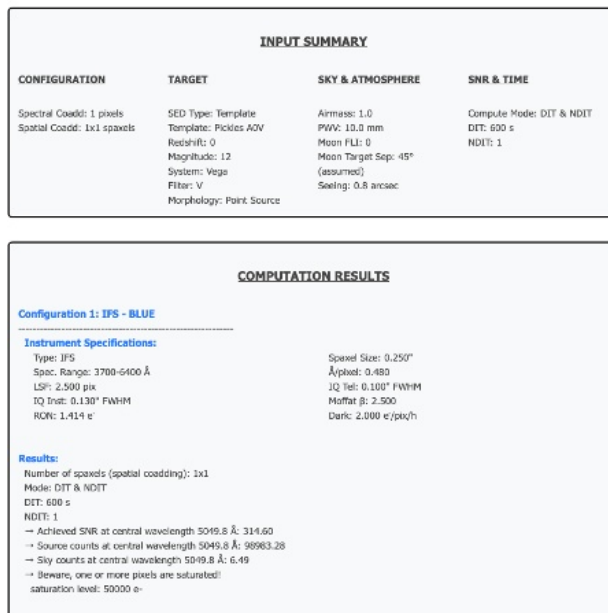 INPUT SUMMARY
CONFIGURATION
Spectral Coadd: 1 pixels
Spatial Coadd: 1x1 spaxels
TARGET
SED Type: Template
Template: Pickles A0V
Redshift: 0
Magnitude: 12
System: Vega
Filter: V
Morphology: Point Source
SKY & ATMOSPHERE
Airmass: 1.0
PWV: 10.0 mm
Moon FLI: 0
Moon Target Sep: 45°
(assumed)
Seeing: 0.8 arcsec
SNR & TIME
Compute Mode: DIT & NDIT
DIT: 600 s
NDIT: 1
COMPUTATION RESULTS
Configuration 1: IFS - BLUE
------------------------------------------------------------
Instrument Specifications:
Type: IFS
Spec. Range: 3700-6400 Å
LSF: 2.500 pix
IQ Inst: 0.130" FWHM
RON: 1.414 e⁻
Spaxel Size: 0.250"
Å/pixel: 0.480
IQ Tel: 0.100" FWHM
Moffat β: 2.500
Dark: 2.000 e⁻/pix/h
Results:
Number of spaxels (spatial coadding): 1x1
Mode: DIT & NDIT
DIT: 600 s
NDIT: 1
→ Achieved SNR at central wavelength 5049.8 Å: 314.60
→ Source counts at central wavelength 5049.8 Å: 98983.28
→ Sky counts at central wavelength 5049.8 Å: 6.49
→ Beware, one or more pixels are saturated!
saturation level: 50000 e-